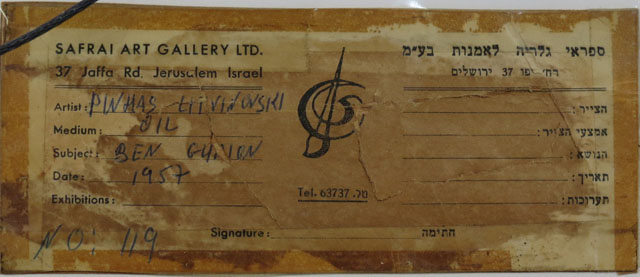 SAFRAI ART GALLERY LTD.
37 Jaffa Rd. Jerusalem Israel
Artist: PINHAS LITVINOVSKI
Medium: OIL
Subject: BEN GURION
Date: 1957
Exhibitions:
ספראי גלריה לאמנות בע"מ
רח' יפו 37 ירושלים
הצייר:
אמצעי הצויר:
הנושא:
תאריך:
תערוכות:
Tel. 63737 טל.
NO: 119
Signature: חתימה